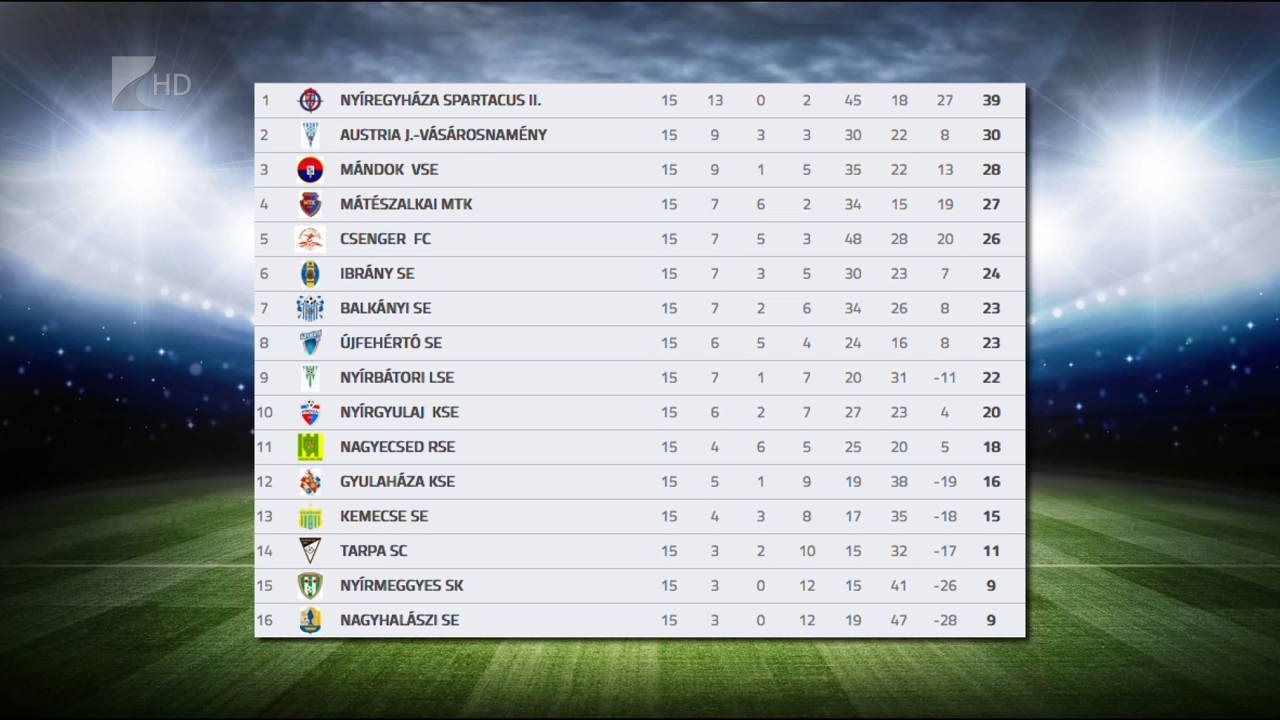 HD
1 NYÍREGYHÁZA SPARTACUS II. 15 13 0 2 45 18 27 39
2 AUSTRIA J.-VÁSÁROSNAMÉNY 15 9 3 3 30 22 8 30
3 MÁNDOK VSE 15 9 1 5 35 22 13 28
4 MÁTÉSZALKAI MTK 15 7 6 2 34 15 19 27
5 CSENGER FC 15 7 5 3 48 28 20 26
6 IBRÁNY SE 15 7 3 5 30 23 7 24
7 BALKÁNYI SE 15 7 2 6 34 26 8 23
8 ÚJFEHÉRTÓ SE 15 6 5 4 24 16 8 23
9 NYÍRBÁTORI LSE 15 7 1 7 20 31 -11 22
10 NYÍRGYULAJ KSE 15 6 2 7 27 23 4 20
11 NAGYECSED RSE 15 4 6 5 25 20 5 18
12 GYULAHÁZA KSE 15 5 1 9 19 38 -19 16
13 KEMECSE SE 15 4 3 8 17 35 -18 15
14 TARPA SC 15 3 2 10 15 32 -17 11
15 NYÍRMEGGYES SK 15 3 0 12 15 41 -26 9
16 NAGYHALÁSZI SE 15 3 0 12 19 47 -28 9